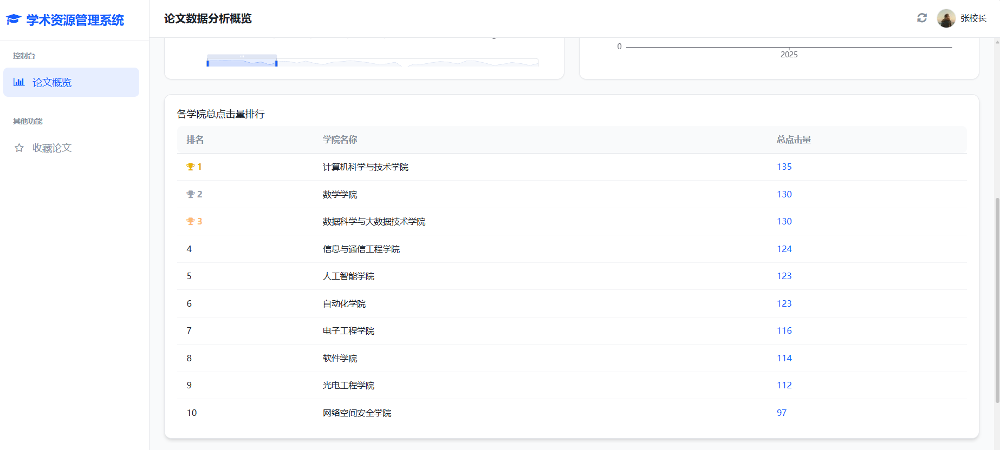 学术资源管理系统
论文数据分析概览
张校长
控制台
论文概览
其他功能
收藏论文
0
2025
各学院总点击量排行
排名 学院名称 总点击量
1 计算机科学与技术学院 135
2 数学学院 130
3 数据科学与大数据技术学院 130
4 信息与通信工程学院 124
5 人工智能学院 123
6 自动化学院 123
7 电子工程学院 116
8 软件学院 114
9 光电工程学院 112
10 网络空间安全学院 97